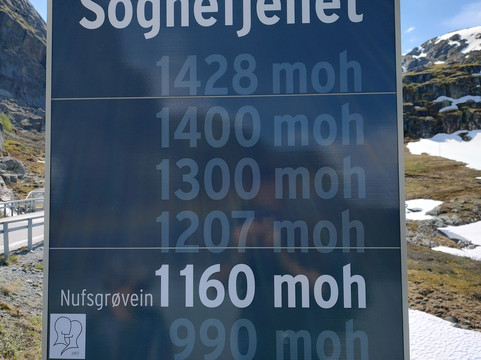 Sognefjellet
1428 moh
1400 moh
1300 moh
1207 moh
Nufsgrøvein 1160 moh
990 moh